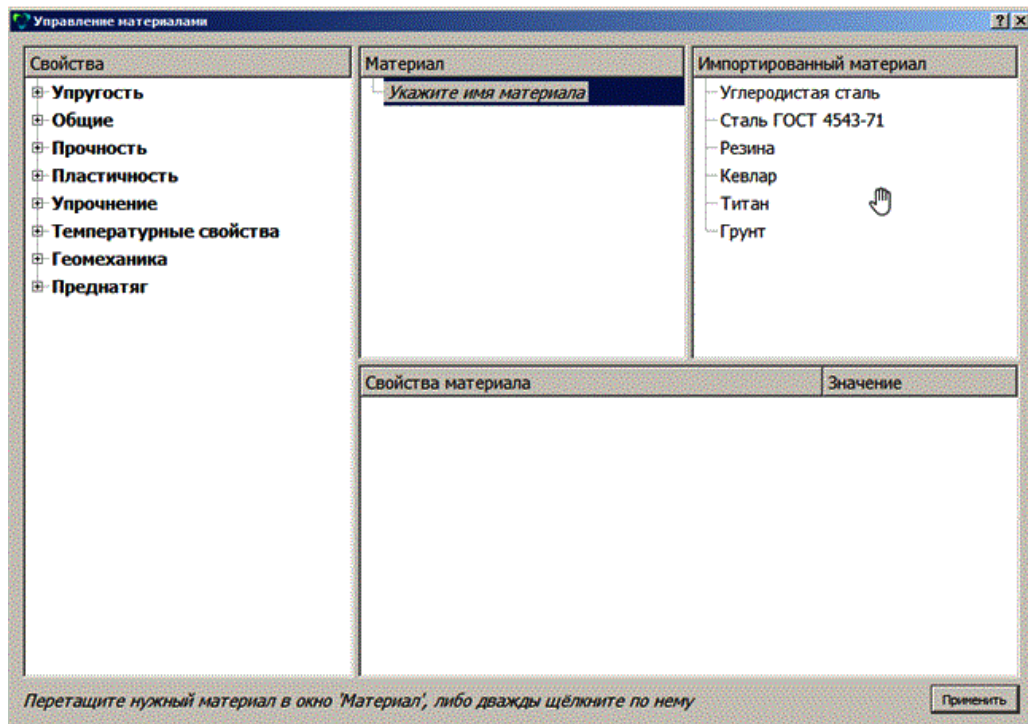 Управление материалами
Свойства
Упругость
Общие
Прочность
Пластичность
Упрочнение
Температурные свойства
Геомеханика
Преднатяг
Материал
Укажите имя материала
Импортированный материал
Углеродистая сталь
Сталь ГОСТ 4543-71
Резина
Кевлар
Титан
Грунт
Свойства материала
Значение
Перетащите нужный материал в окно 'Материал', либо дважды щёлкните по нему
Применить